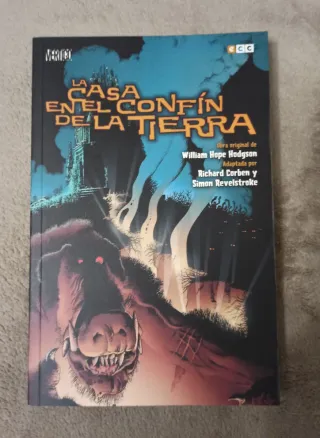 VERTIGO
ecc
LA
CASA
EN EL CONFÍN
DE LA TIERRA
Obra original de
William Hope Hodgson
Adaptada por
Richard Corben y
Simon Revelstroke